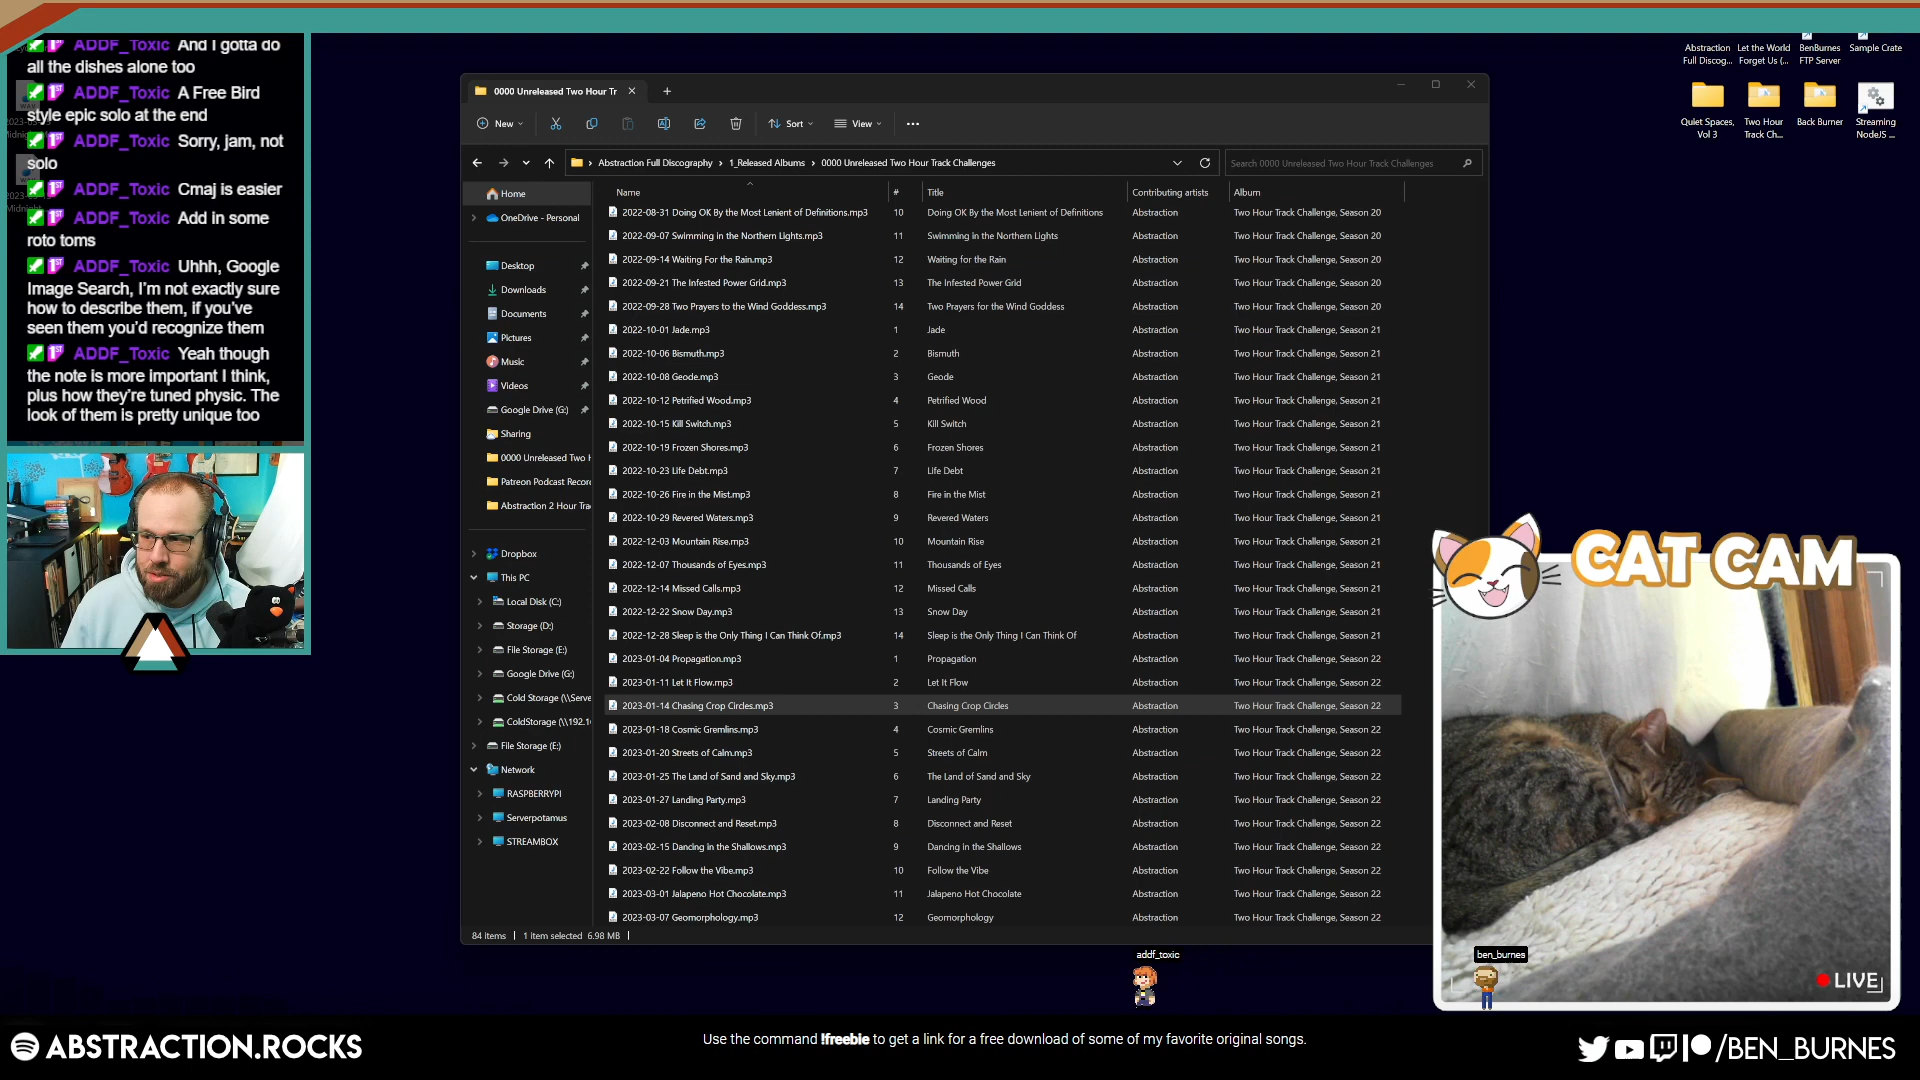 ADDF_Toxic And I gotta do
all the dishes alone too
ADDF_Toxic A Free Bird
style epic solo at the end
ADDF_Toxic Sorry, jam, not
solo
ADDF_Toxic Cmaj is easier
ADDF_Toxic Add in some
roto toms
ADDF_Toxic Uhhh, Google
Image Search, I'm not exactly sure
how to describe them, if you've
seen them you'd recognize them
ADDF_Toxic Yeah though
the note is more important I think,
plus how they're tuned physic. The
look of them is pretty unique too
0000 Unreleased Two Hour Tr
New
Sort
View
Abstraction Full Discography > 1_Released Albums > 0000 Unreleased Two Hour Track Challenges
Search 0000 Unreleased Two Hour Track Challenges
Home
OneDrive - Personal
Desktop
Downloads
Documents
Pictures
Music
Videos
Google Drive (G:)
Sharing
0000 Unreleased Two H
Patreon Podcast Record
Abstraction 2 Hour Tra
Dropbox
This PC
Local Disk (C:)
Storage (D:)
File Storage (E:)
Google Drive (G:)
Cold Storage (\\Serve
ColdStorage (\\192.1
File Storage (E:)
Network
RASPBERRYPI
Serverpotamus
STREAMBOX
Name # Title Contributing artists Album
2022-08-31 Doing OK By the Most Lenient of Definitions.mp3 10 Doing OK By the Most Lenient of Definitions Abstraction Two Hour Track Challenge, Season 20
2022-09-07 Swimming in the Northern Lights.mp3 11 Swimming in the Northern Lights Abstraction Two Hour Track Challenge, Season 20
2022-09-14 Waiting For the Rain.mp3 12 Waiting for the Rain Abstraction Two Hour Track Challenge, Season 20
2022-09-21 The Infested Power Grid.mp3 13 The Infested Power Grid Abstraction Two Hour Track Challenge, Season 20
2022-09-28 Two Prayers to the Wind Goddess.mp3 14 Two Prayers for the Wind Goddess Abstraction Two Hour Track Challenge, Season 20
2022-10-01 Jade.mp3 1 Jade Abstraction Two Hour Track Challenge, Season 21
2022-10-06 Bismuth.mp3 2 Bismuth Abstraction Two Hour Track Challenge, Season 21
2022-10-08 Geode.mp3 3 Geode Abstraction Two Hour Track Challenge, Season 21
2022-10-12 Petrified Wood.mp3 4 Petrified Wood Abstraction Two Hour Track Challenge, Season 21
2022-10-15 Kill Switch.mp3 5 Kill Switch Abstraction Two Hour Track Challenge, Season 21
2022-10-19 Frozen Shores.mp3 6 Frozen Shores Abstraction Two Hour Track Challenge, Season 21
2022-10-23 Life Debt.mp3 7 Life Debt Abstraction Two Hour Track Challenge, Season 21
2022-10-26 Fire in the Mist.mp3 8 Fire in the Mist Abstraction Two Hour Track Challenge, Season 21
2022-10-29 Revered Waters.mp3 9 Revered Waters Abstraction Two Hour Track Challenge, Season 21
2022-12-03 Mountain Rise.mp3 10 Mountain Rise Abstraction Two Hour Track Challenge, Season 21
2022-12-07 Thousands of Eyes.mp3 11 Thousands of Eyes Abstraction Two Hour Track Challenge, Season 21
2022-12-14 Missed Calls.mp3 12 Missed Calls Abstraction Two Hour Track Challenge, Season 21
2022-12-22 Snow Day.mp3 13 Snow Day Abstraction Two Hour Track Challenge, Season 21
2022-12-28 Sleep is the Only Thing I Can Think Of.mp3 14 Sleep is the Only Thing I Can Think Of Abstraction Two Hour Track Challenge, Season 21
2023-01-04 Propagation.mp3 1 Propagation Abstraction Two Hour Track Challenge, Season 22
2023-01-11 Let It Flow.mp3 2 Let It Flow Abstraction Two Hour Track Challenge, Season 22
2023-01-14 Chasing Crop Circles.mp3 3 Chasing Crop Circles Abstraction Two Hour Track Challenge, Season 22
2023-01-18 Cosmic Gremlins.mp3 4 Cosmic Gremlins Abstraction Two Hour Track Challenge, Season 22
2023-01-20 Streets of Calm.mp3 5 Streets of Calm Abstraction Two Hour Track Challenge, Season 22
2023-01-25 The Land of Sand and Sky.mp3 6 The Land of Sand and Sky Abstraction Two Hour Track Challenge, Season 22
2023-01-27 Landing Party.mp3 7 Landing Party Abstraction Two Hour Track Challenge, Season 22
2023-02-08 Disconnect and Reset.mp3 8 Disconnect and Reset Abstraction Two Hour Track Challenge, Season 22
2023-02-15 Dancing in the Shallows.mp3 9 Dancing in the Shallows Abstraction Two Hour Track Challenge, Season 22
2023-02-22 Follow the Vibe.mp3 10 Follow the Vibe Abstraction Two Hour Track Challenge, Season 22
2023-03-01 Jalapeno Hot Chocolate.mp3 11 Jalapeno Hot Chocolate Abstraction Two Hour Track Challenge, Season 22
2023-03-07 Geomorphology.mp3 12 Geomorphology Abstraction Two Hour Track Challenge, Season 22
84 items | 1 item selected 6.98 MB |
Abstraction Let the World BenBurnes Sample Crate
Full Discog... Forget Us (... FTP Server
Quiet Spaces, Two Hour Back Burner Streaming
Vol 3 Track Ch... NodeJS ...
CAT CAM
LIVE
addf_toxic
ben_burnes
ABSTRACTION.ROCKS
Use the command !freebie to get a link for a free download of some of my favorite original songs.
/BEN_BURNES